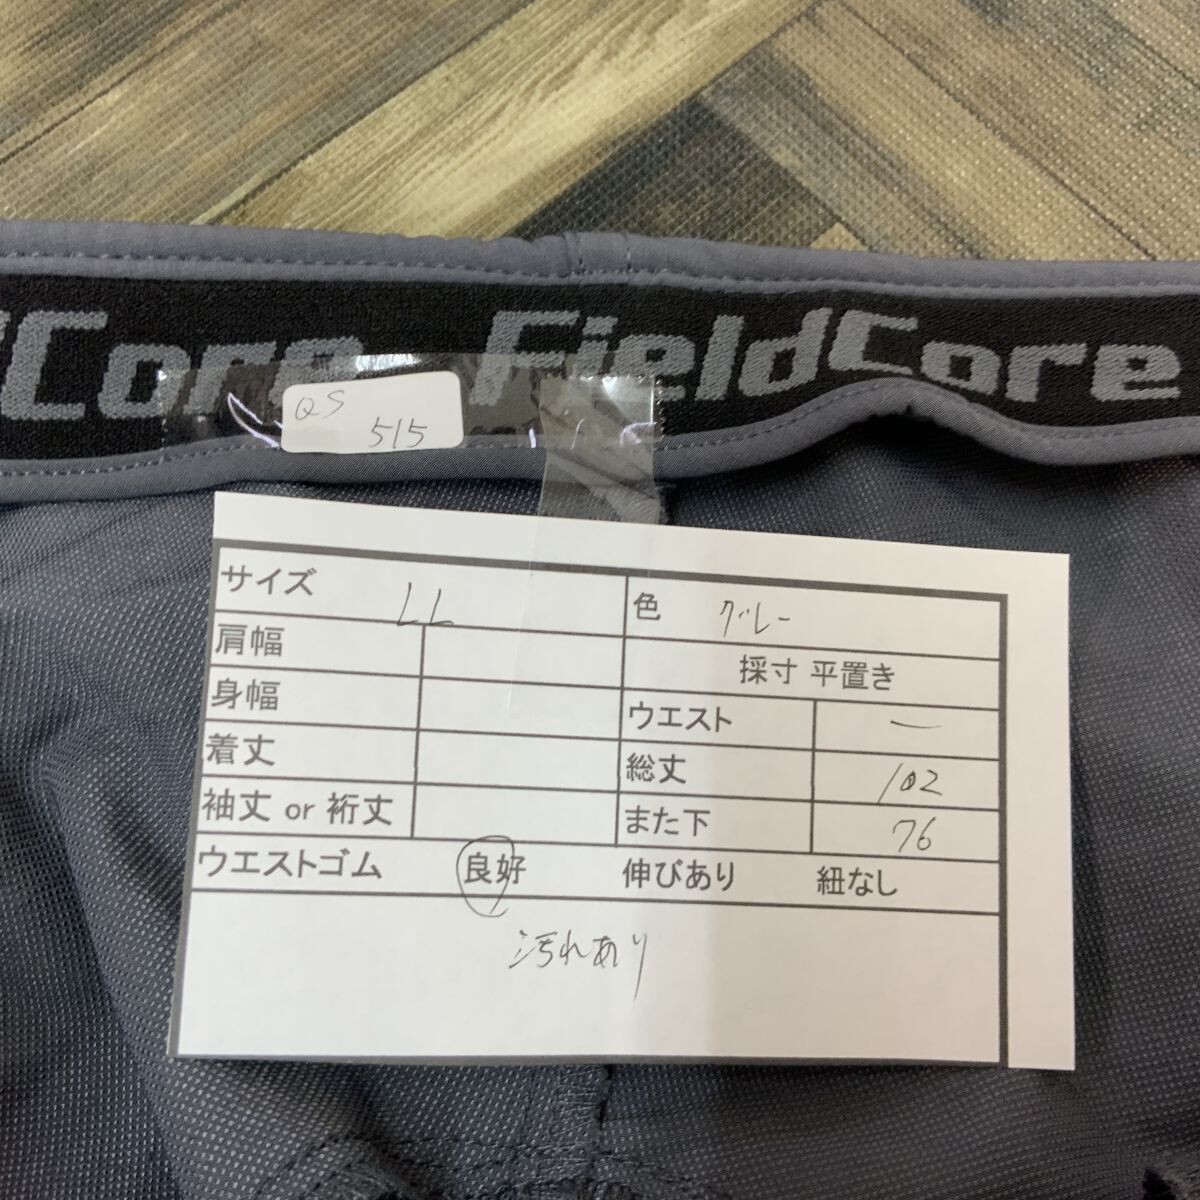 Core FieldCore
QS
515
サイズ LL 色 グレー
肩幅 採寸 平置き
身幅 ウエスト ー
着丈 総丈 102
袖丈 or 裄丈 また下 76
ウエストゴム 良好 伸びあり 紐なし
汚れあり